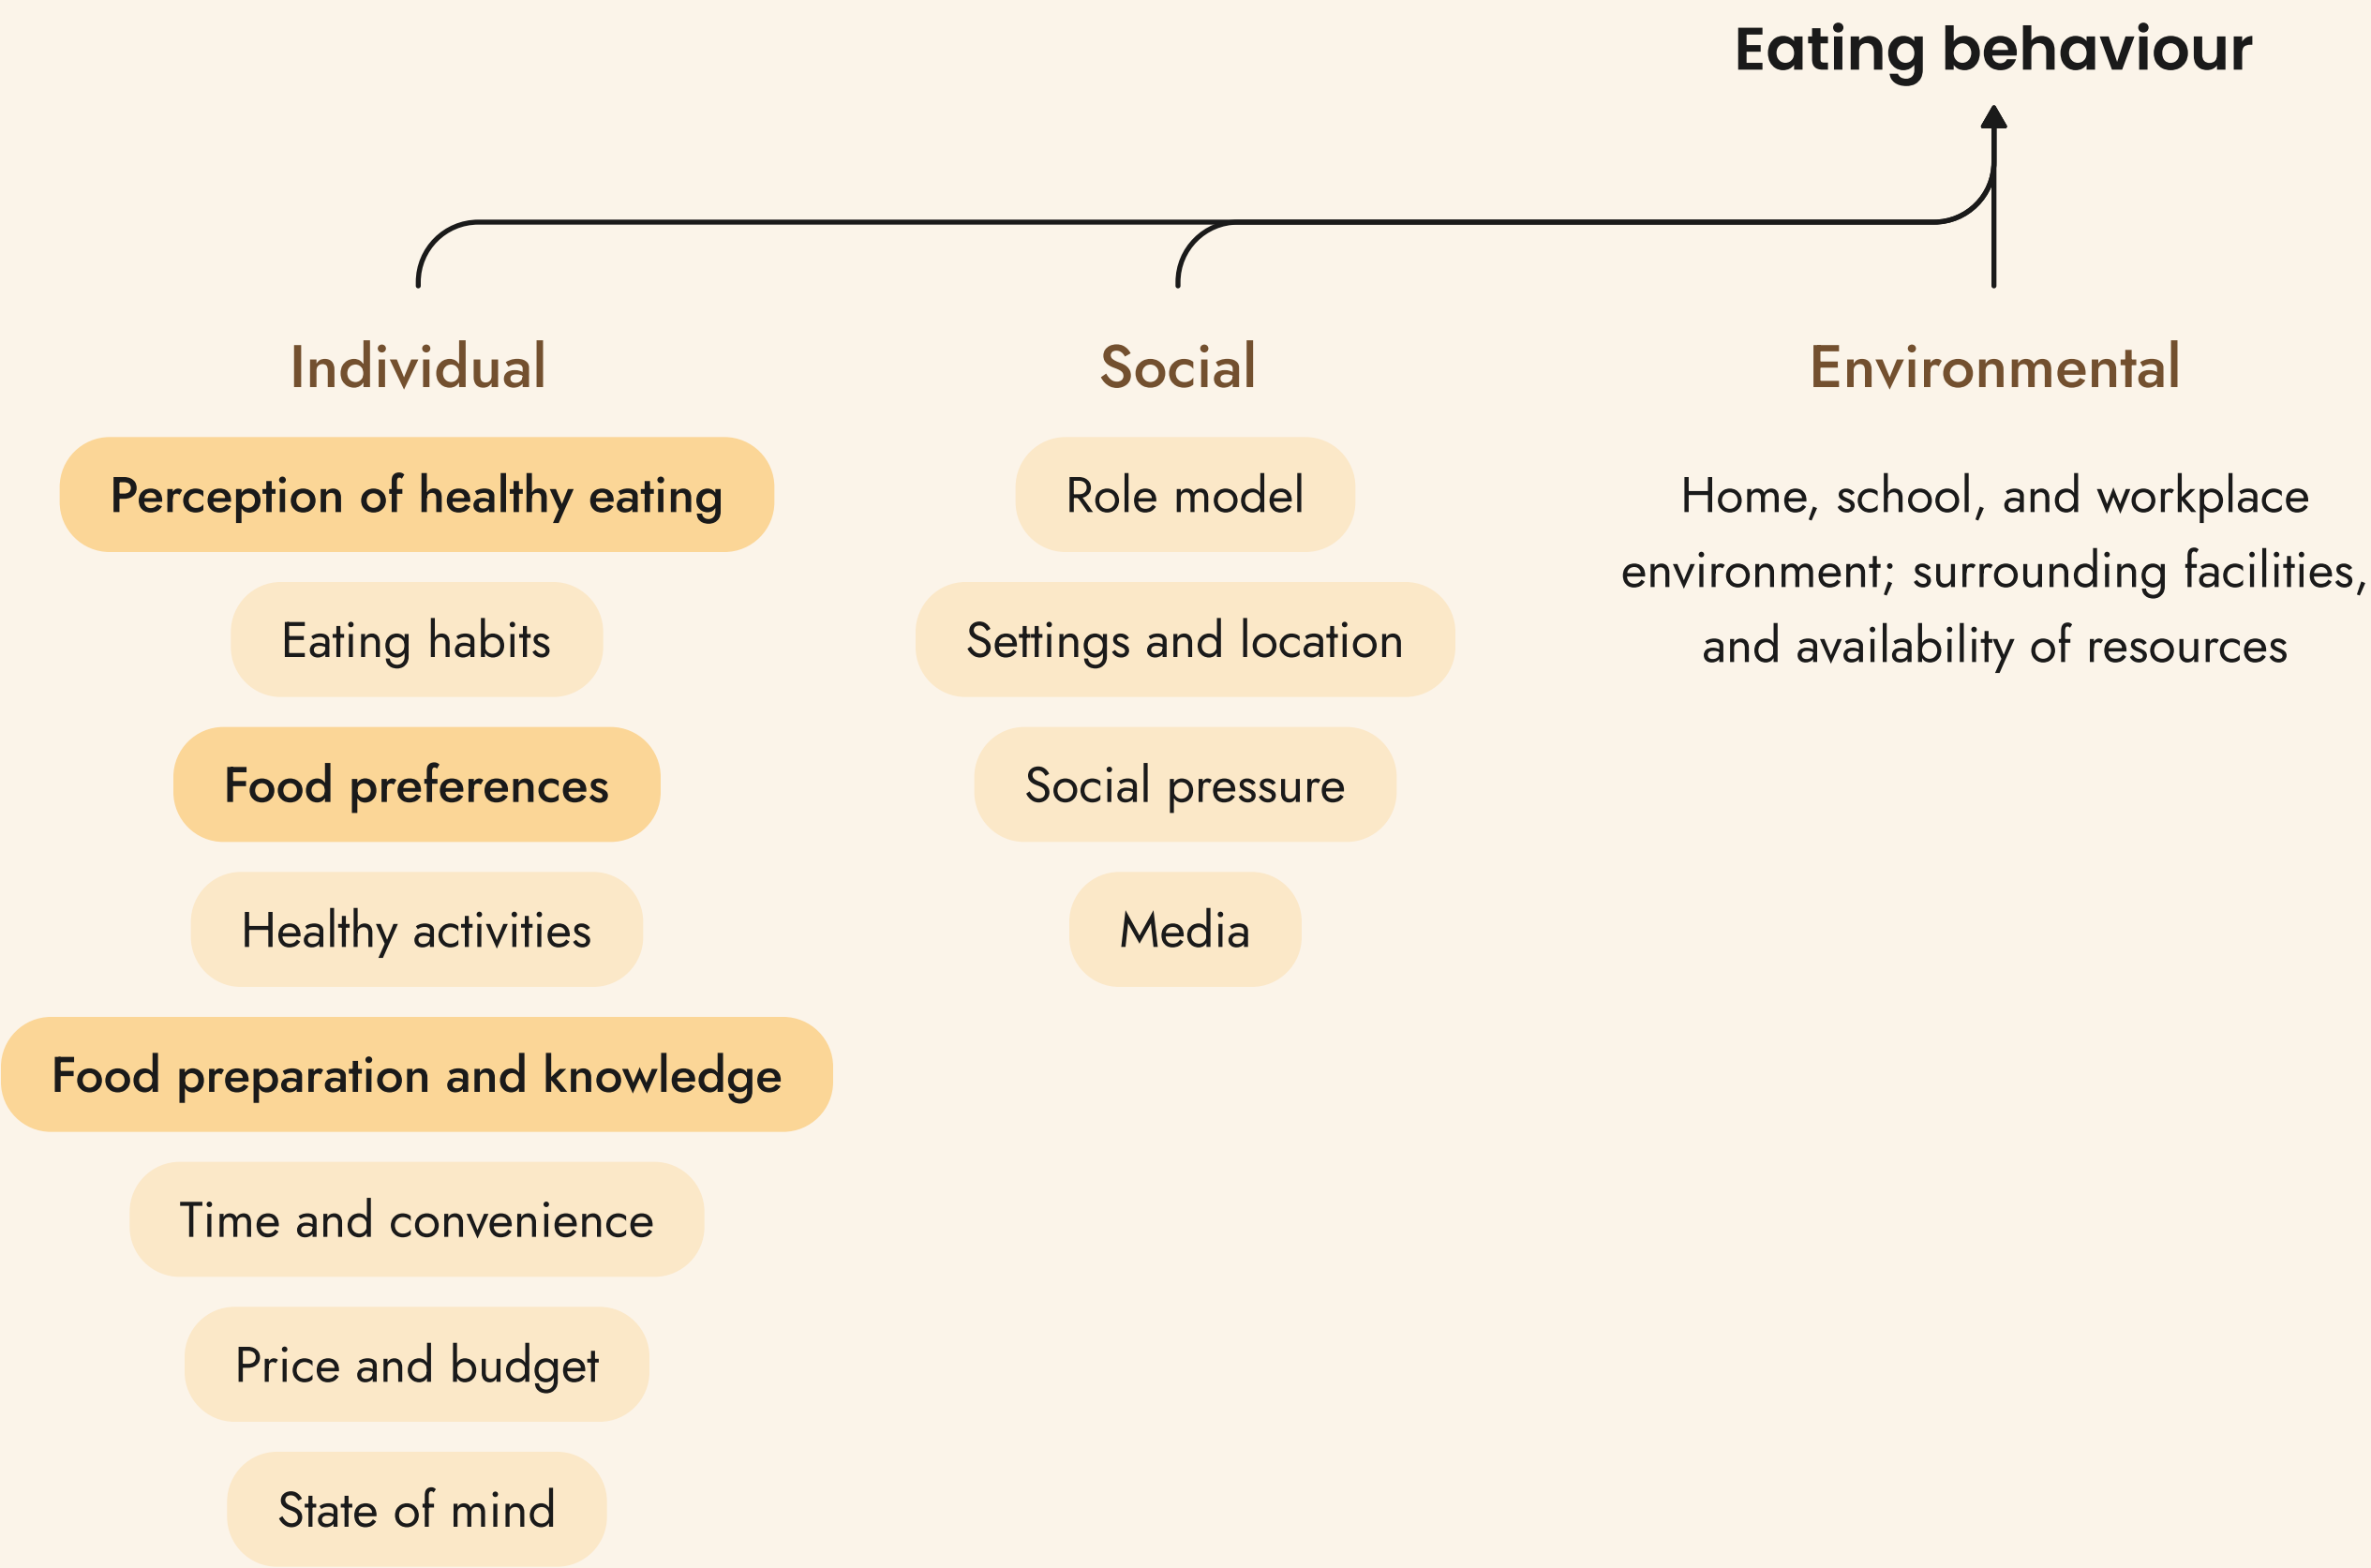 Eating behaviour
Individual
Perception of healthy eating
Eating habits
Food preferences
Healthy activities
Food preparation and knowledge
Time and convenience
Price and budget
State of mind
Social
Role model
Settings and location
Social pressure
Media
Environmental
Home, school, and workplace
environment; surrounding facilities,
and availability of resources